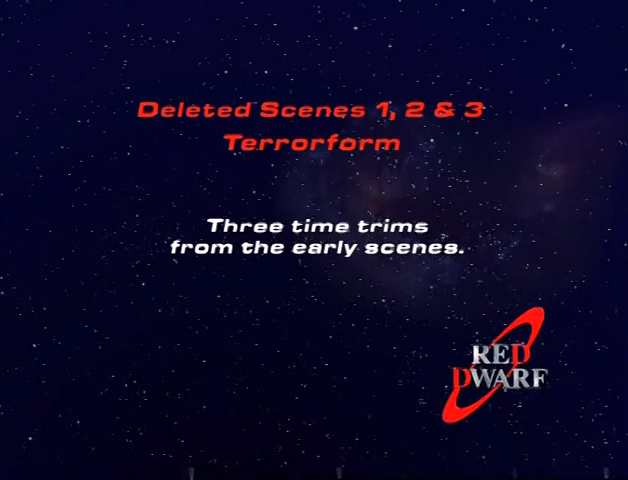 Deleted Scenes 1, 2 & 3
Terrorform
Three time trims
from the early scenes.
RED
DWARF